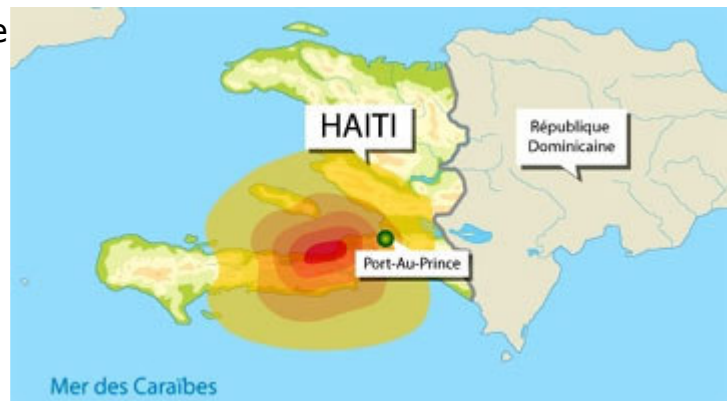 e
HAITI
République
Dominicaine
Port-Au-Prince
Mer des Caraïbes